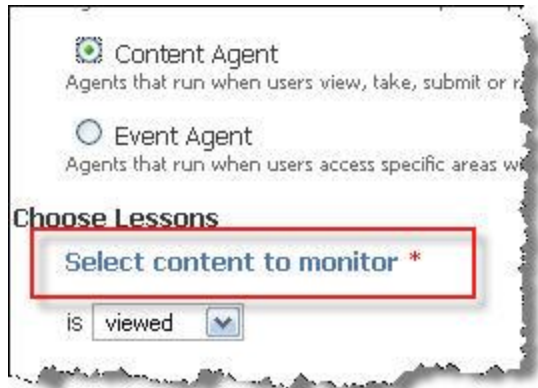 Content Agent
Agents that run when users view, take, submit or
Event Agent
Agents that run when users access specific areas
Choose Lessons
Select content to monitor *
is viewed